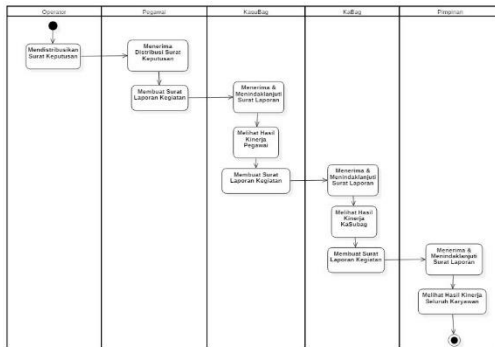 Operator
Pegawai
KasuBag
KaBag
Pimpinan
Mendistribusikan
Surat Keputusan
Menerima
Distribusi Surat
Keputusan
Membuat Surat
Laporan Kegiatan
Menerima &
Menindaklanjuti
Surat Laporan
Melihat Hasil
Kinerja
Pegawai
Membuat Surat
Laporan Kegiatan
Menerima &
Menindaklanjuti
Surat Laporan
Melihat Hasil
Kinerja
KaSubag
Membuat Surat
Laporan Kegiatan
Menerima &
Menindaklanjuti
Surat Laporan
Melihat Hasil Kinerja
Seluruh Karyawan